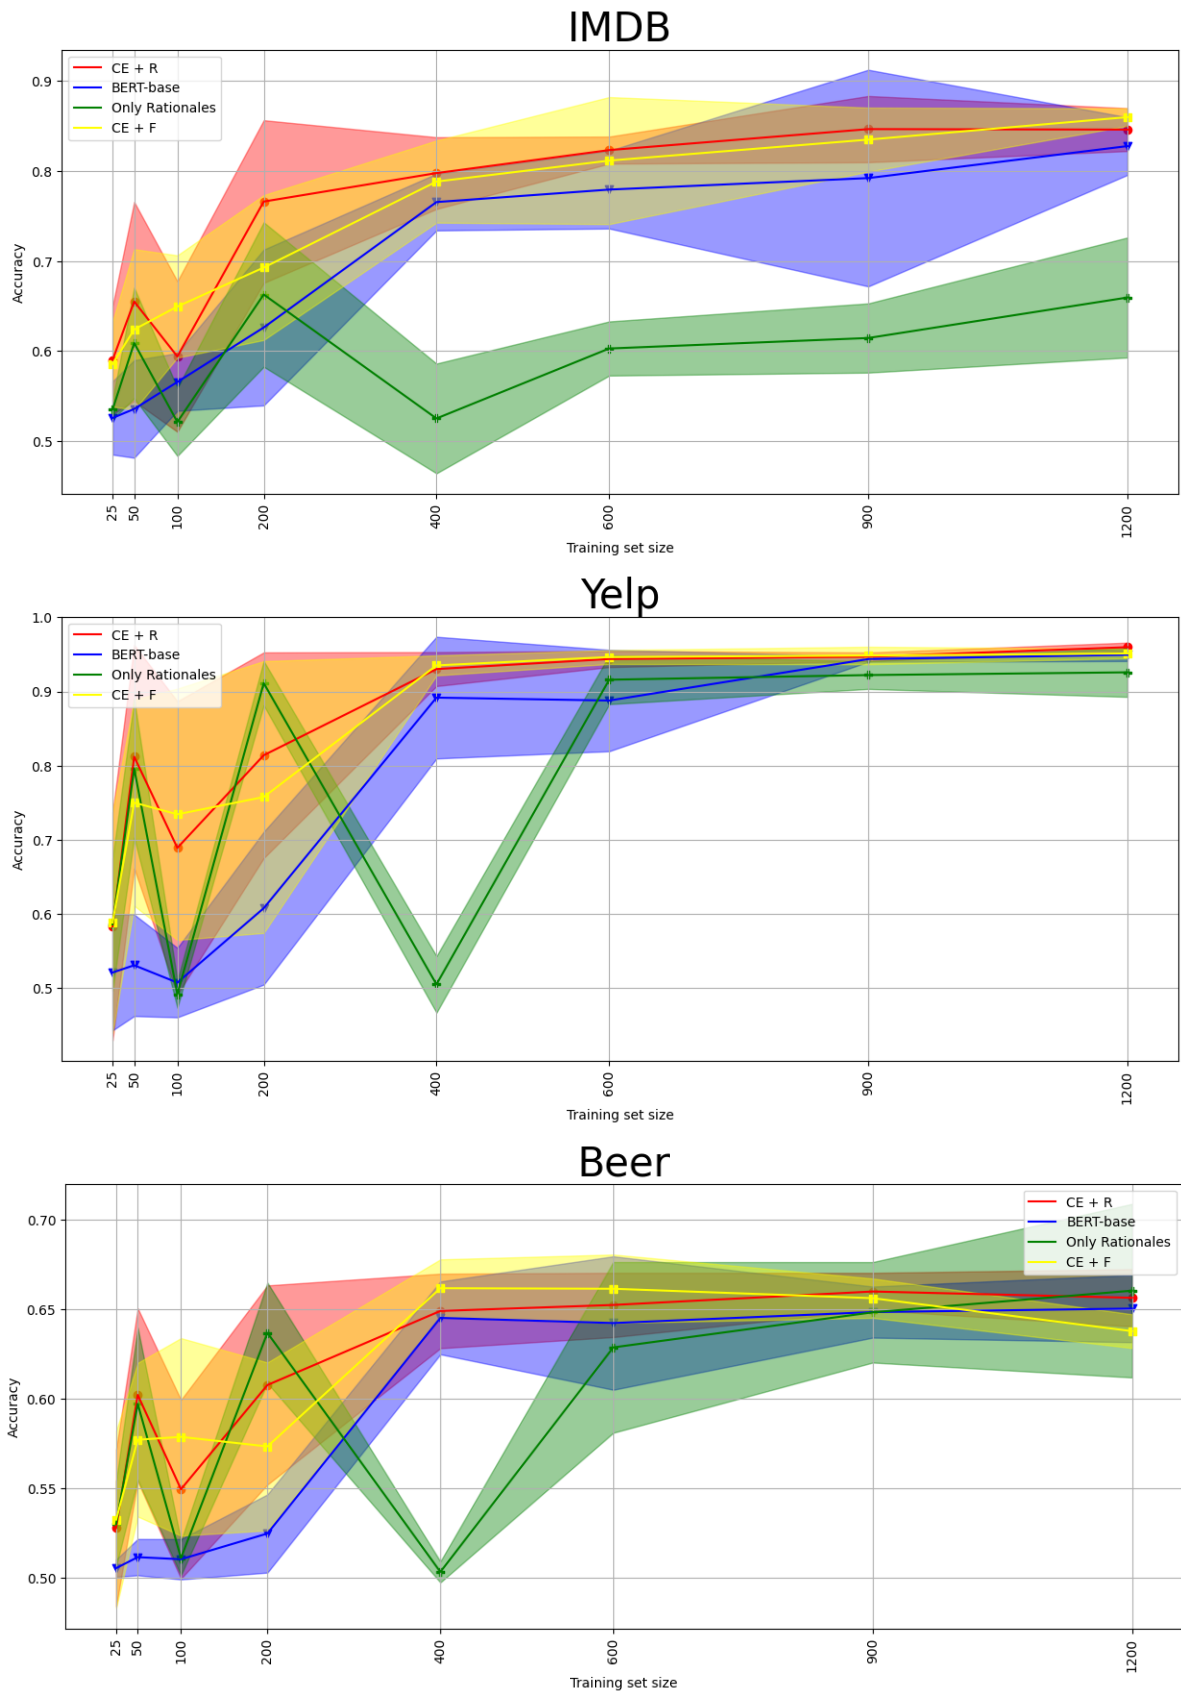 IMDB
CE + R
BERT-base
Only Rationales
CE + F
0.9
0.8
0.7
0.6
0.5
Accuracy
25
50
100
200
400
600
900
1200
Training set size
Yelp
CE + R
BERT-base
Only Rationales
CE + F
1.0
0.9
0.8
0.7
0.6
0.5
Accuracy
25
50
100
200
400
600
900
1200
Training set size
Beer
CE + R
BERT-base
Only Rationales
CE + F
0.70
0.65
0.60
0.55
0.50
Accuracy
25
50
100
200
400
600
900
1200
Training set size